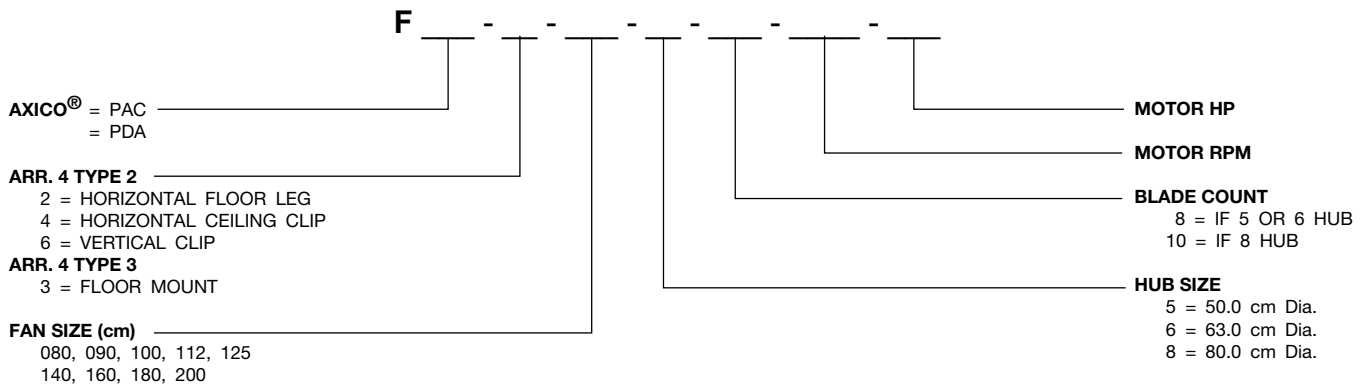 F ___ - __ - ___ - __ - ___ - ____ - ___
AXICO® = PAC
= PDA
ARR. 4 TYPE 2
2 = HORIZONTAL FLOOR LEG
4 = HORIZONTAL CEILING CLIP
6 = VERTICAL CLIP
ARR. 4 TYPE 3
3 = FLOOR MOUNT
FAN SIZE (cm)
080, 090, 100, 112, 125
140, 160, 180, 200
MOTOR HP
MOTOR RPM
BLADE COUNT
8 = IF 5 OR 6 HUB
10 = IF 8 HUB
HUB SIZE
5 = 50.0 cm Dia.
6 = 63.0 cm Dia.
8 = 80.0 cm Dia.